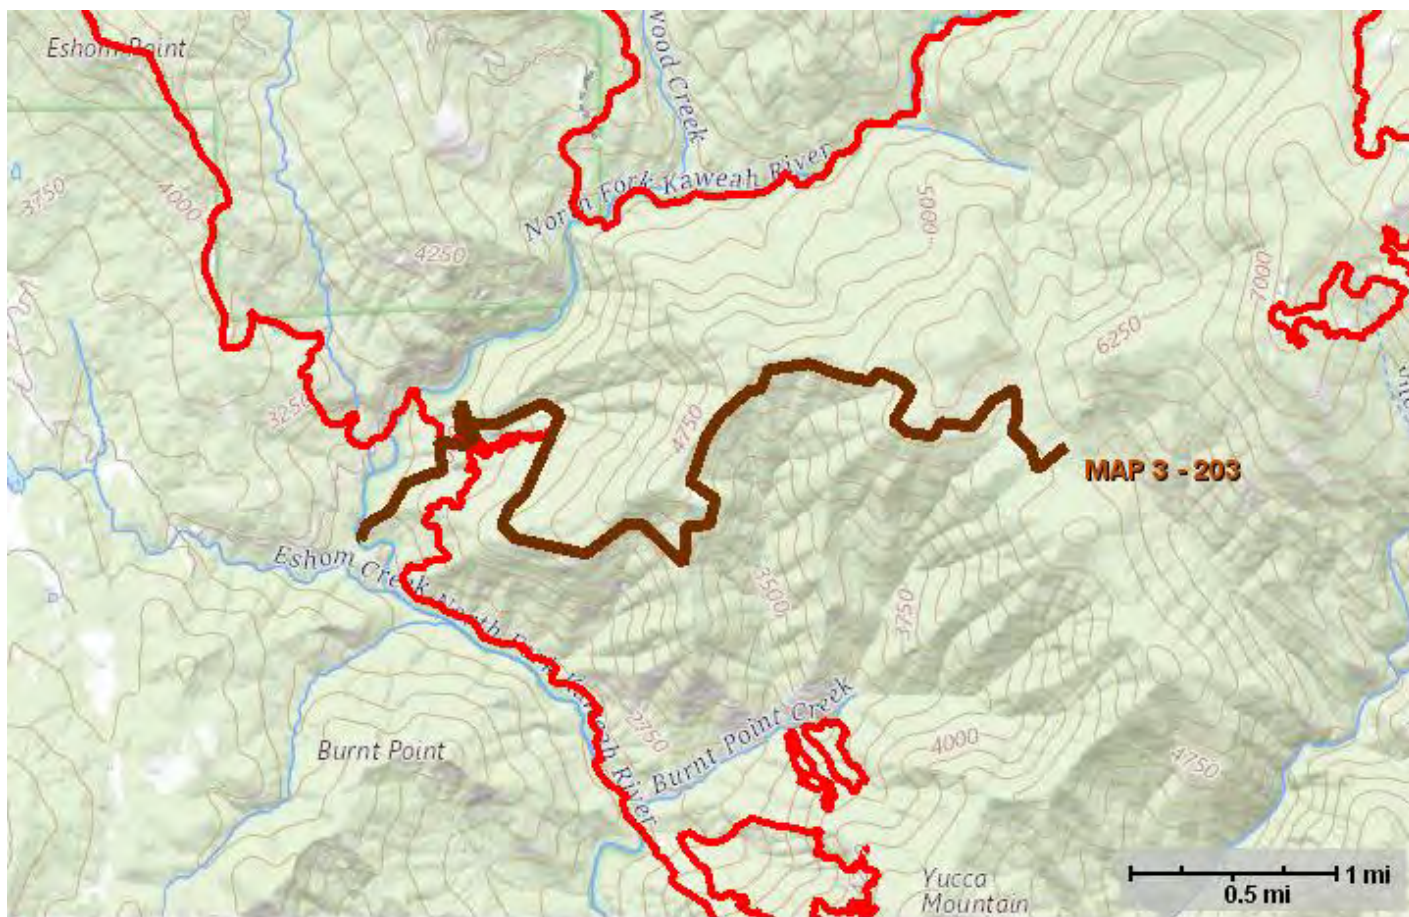 Eshom Point
wood Creek
3750
4000
North Fork Kaweah River
5000
4250
7000
6250
3250
4750
MAP 3 - 203
Eshom Creek
North Fork Kaweah River
3500
3750
2750
Burnt Point Creek
Burnt Point
4000
4750
Yucca
Mountain
1 mi
0.5 mi